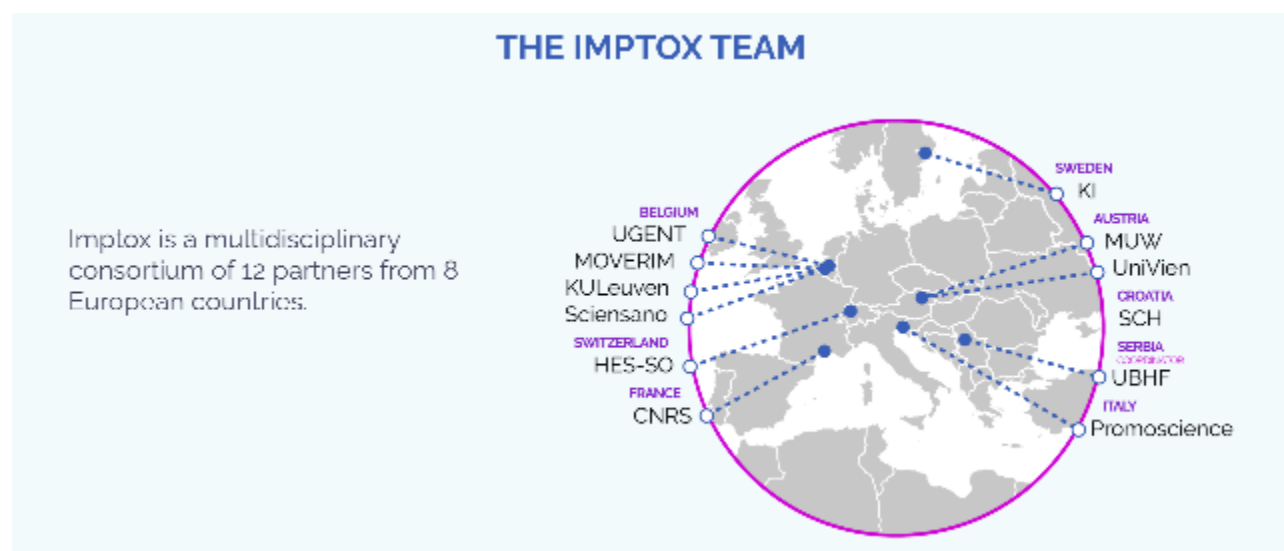 THE IMPTOX TEAM
Imptox is a multidisciplinary
consortium of 12 partners from 8
European countries.
BELGIUM
UGENT
MOVERIM
KULeuven
Sciensano
SWITZERLAND
HES-SO
FRANCE
CNRS
SWEDEN
KI
AUSTRIA
MUW
UniVien
CROATIA
SCH
SERBIA
COORDINATOR
UBHF
ITALY
Promoscience